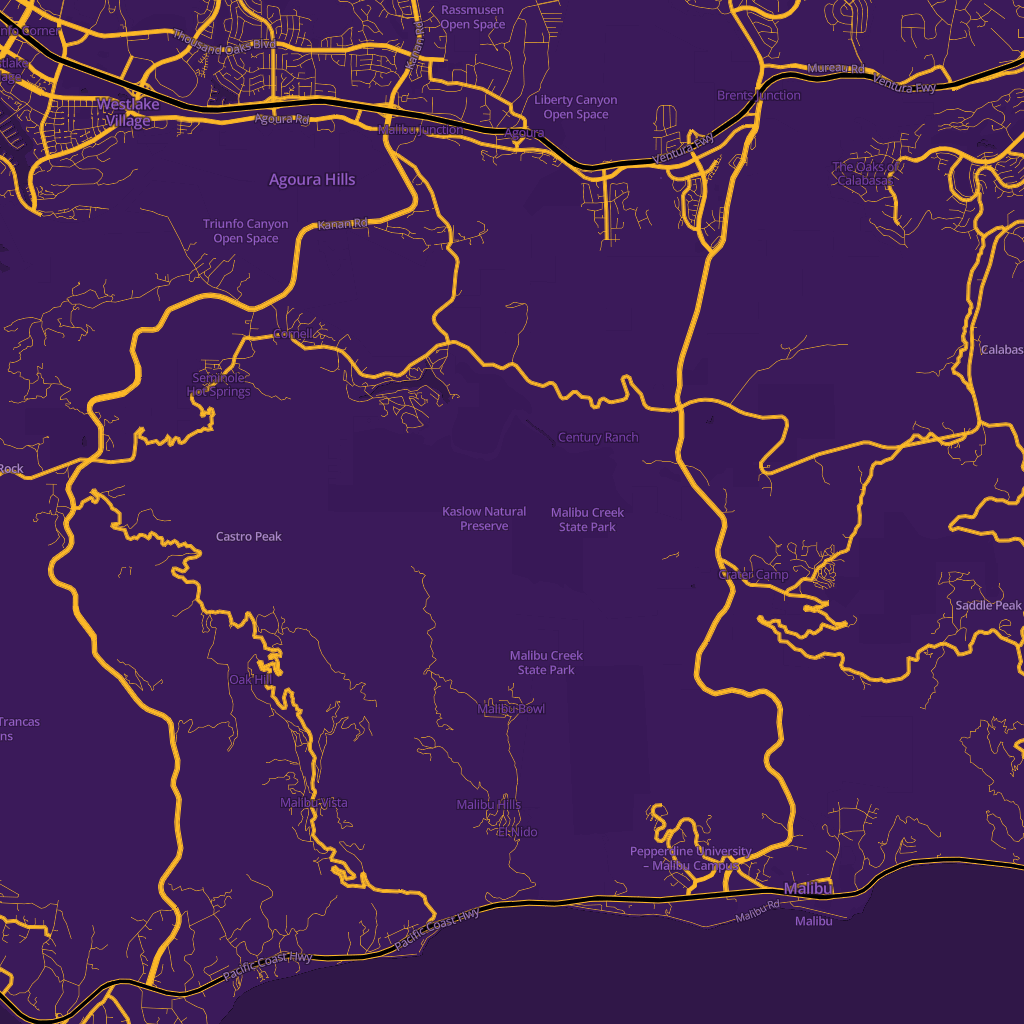 Rassmussen
Open Space
Thousand Oaks Blvd
Kanan Rd
Mureau Rd
Ventura Fwy
Brents Junction
Liberty Canyon
Open Space
Westlake
Village
Agoura Rd
Malibu Junction
Agoura
Ventura Fwy
The Oaks of
Calabasas
Agoura Hills
Triunfo Canyon
Open Space
Kanan Rd
Cornell
Calabas
Seminole
Hot Springs
Century Ranch
Rock
Kaslow Natural
Preserve
Malibu Creek
State Park
Castro Peak
Crater Camp
Saddle Peak
Malibu Creek
State Park
Oak Hill
Malibu Bowl
Trancas
ns
Malibu Vista
Malibu Hills
El Nido
Pepperdine University
– Malibu Campus
Malibu
Malibu Rd
Malibu
Pacific Coast Hwy
Pacific Coast Hwy